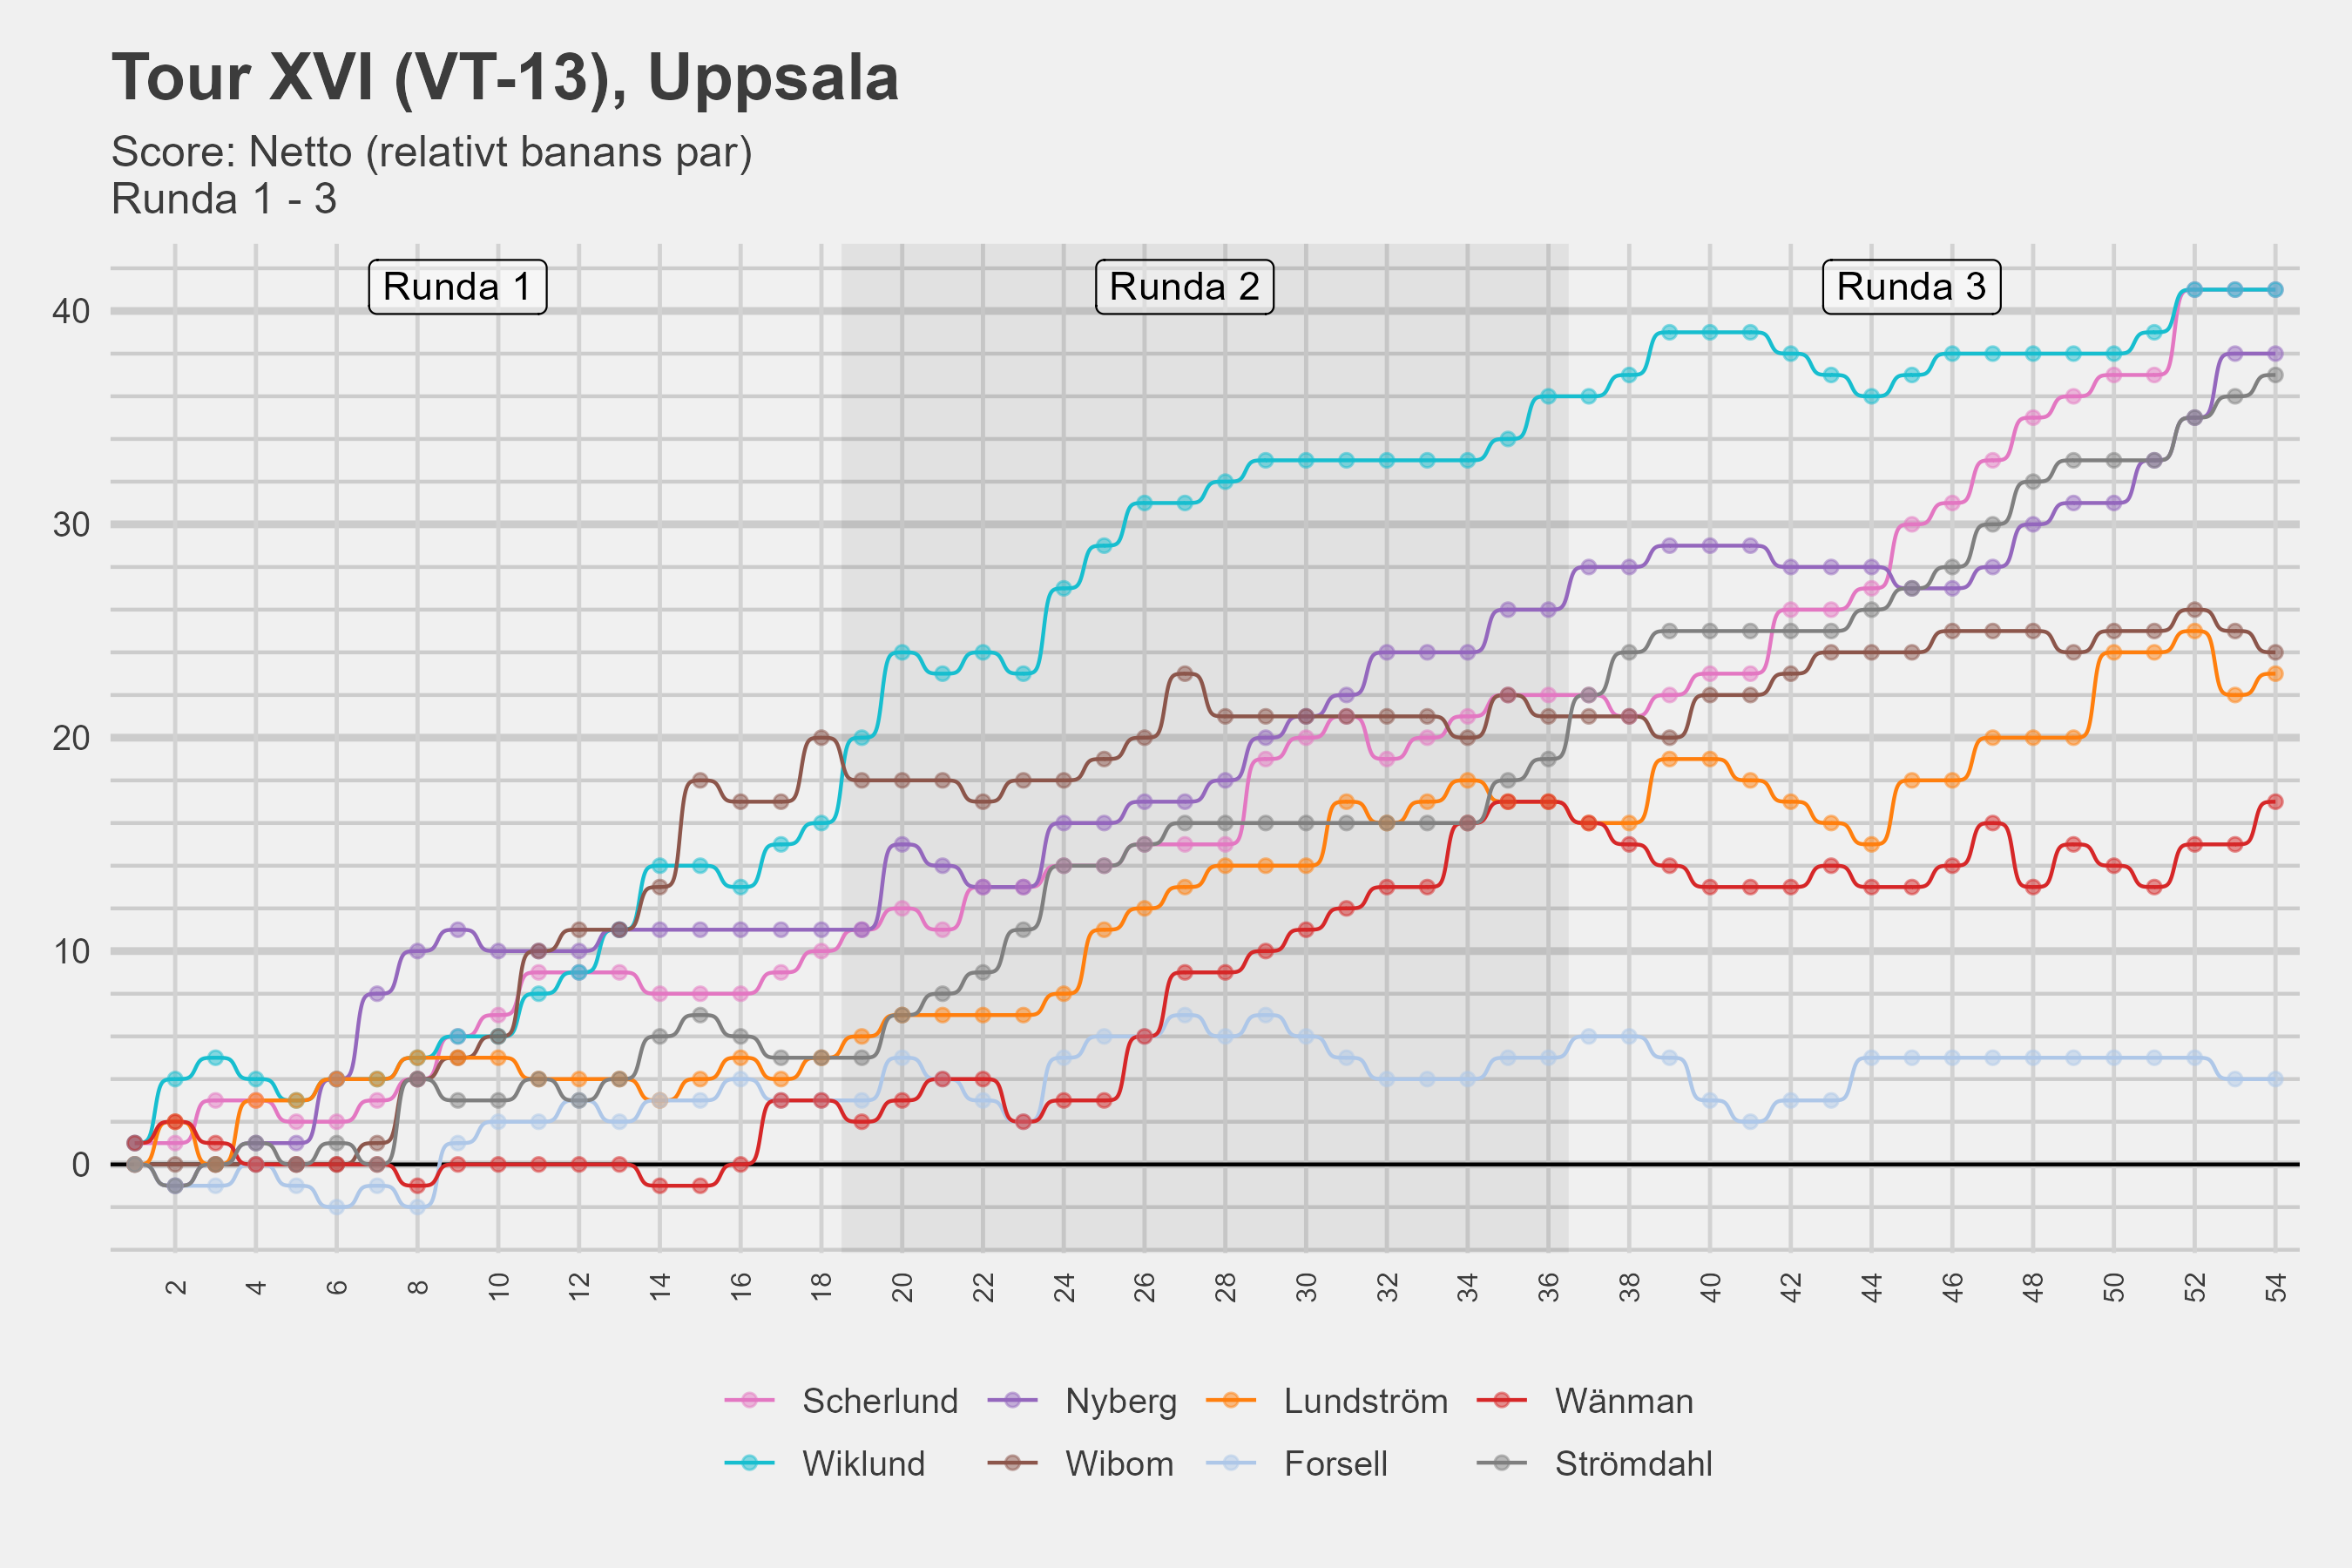 Tour XVI (VT-13), Uppsala
Score: Netto (relativt banans par)
Runda 1 - 3
Runda 1 Runda 2 Runda 3
40
30
20
10
0
2 4 6 8 10 12 14 16 18 20 22 24 26 28 30 32 34 36 38 40 42 44 46 48 50 52 54
Scherlund Nyberg Lundström Wänman
Wiklund Wibom Forsell Strömdahl